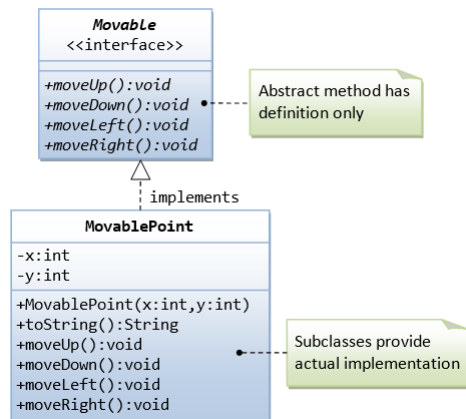 Movable
<<interface>>
+moveUp():void
+moveDown():void
+moveLeft():void
+moveRight():void
Abstract method has
definition only
implements
MovablePoint
-x:int
-y:int
+MovablePoint(x:int,y:int)
+toString():String
+moveUp():void
+moveDown():void
+moveLeft():void
+moveRight():void
Subclasses provide
actual implementation